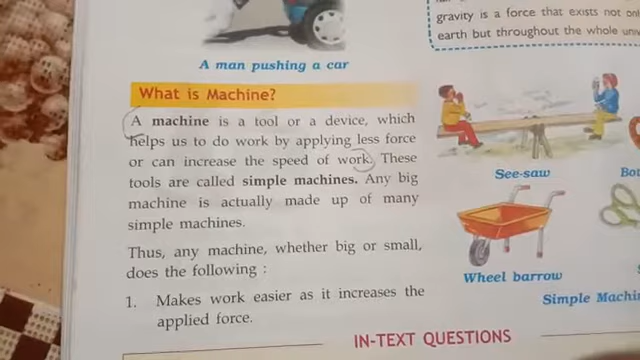 gravity is a force that exists not
earth but throughout the whole
A man pushing a car
What is Machine?
A machine is a tool or a device, which
helps us to do work by applying less force
or can increase the speed of work. These
tools are called simple machines. Any big
machine is actually made up of many
simple machines.
Thus, any machine, whether big or small,
does the following :
1. Makes work easier as it increases the
applied force.
See-saw
Wheel barrow
IN-TEXT QUESTIONS
Simple